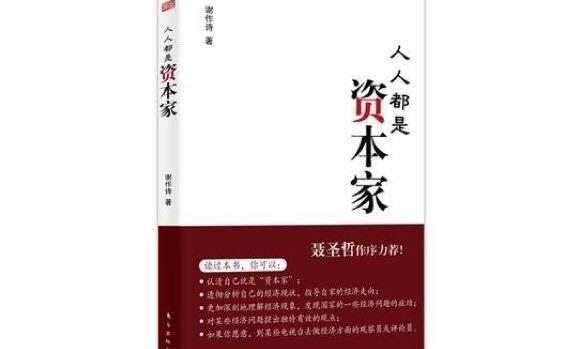 谢作诗 著
人人都是
资本家
聂圣哲作序力荐!
读过本书,你可以:
• 认清自己就是“资本家”;
• 透彻分析自己的经济现状,指导自家的经济走向;
• 更加深刻地理解经济现象,发现国家的一些经济问题的症结;
• 对某些经济问题提出独特有效的观点;
• 如果你愿意,到某些电视台去做经济方面的观察员或评论员。
人人都是
资本家
谢作诗 著